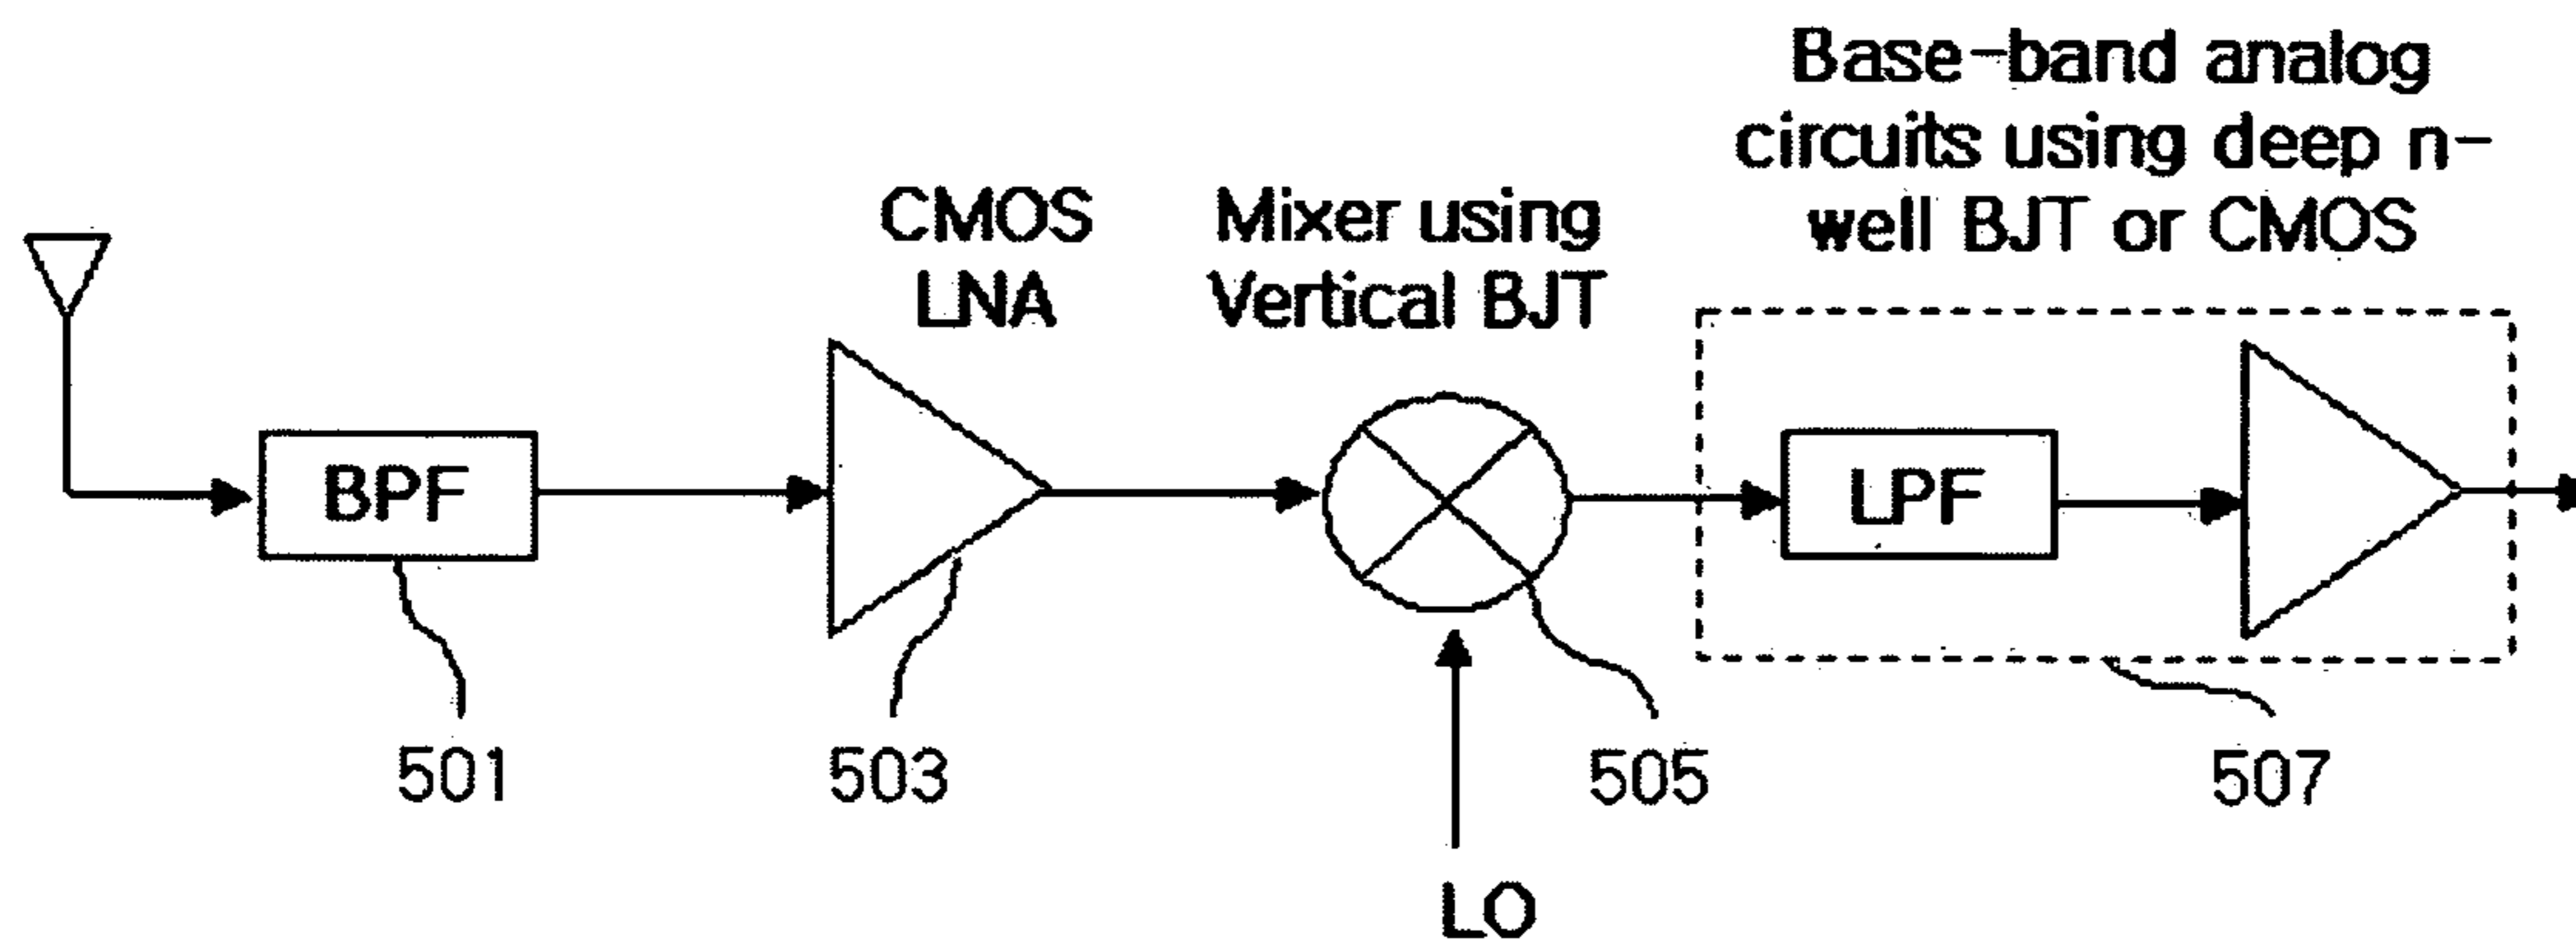 Base-band analog
circuits using deep n-
well BJT or CMOS
CMOS
LNA
Mixer using
Vertical BJT
BPF
LPF
501
503
505
507
LO